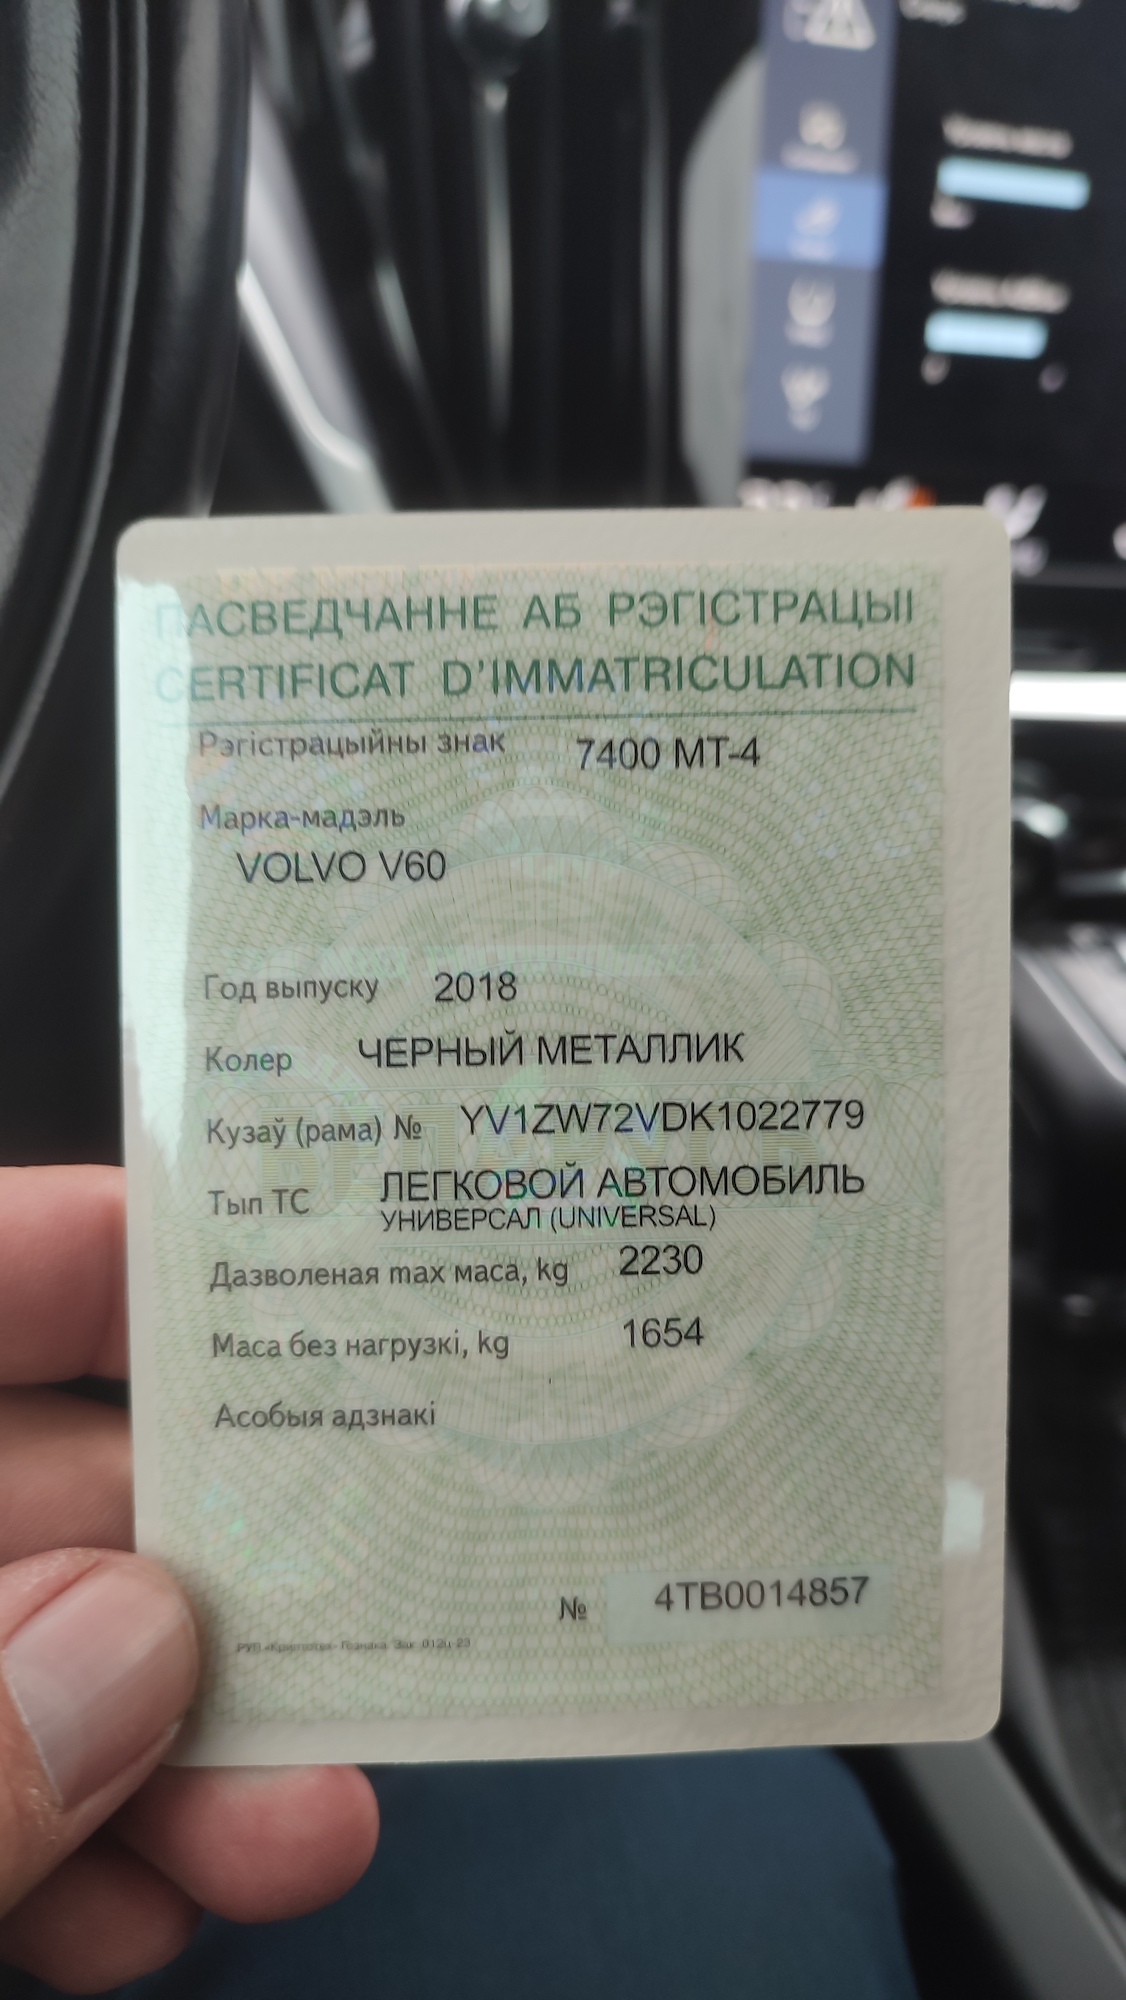 ПАСВЕДЧАННЕ АБ РЭГІСТРАЦЫІ
CERTIFICAT D'IMMATRICULATION
Рэгістрацыйны знак 7400 MT-4
Марка-мадэль
VOLVO V60
Год выпуску 2018
Колер ЧЕРНЫЙ МЕТАЛЛИК
Кузаў (рама) № YV1ZW72VDK1022779
Тып ТС ЛЕГКОВОЙ АВТОМОБИЛЬ
УНИВЕРСАЛ (UNIVERSAL)
Дазволеная max маса, kg 2230
Маса без нагрузкі, kg 1654
Асобыя адзнакі
БЕЛАРУСЬ
№ 4TB0014857